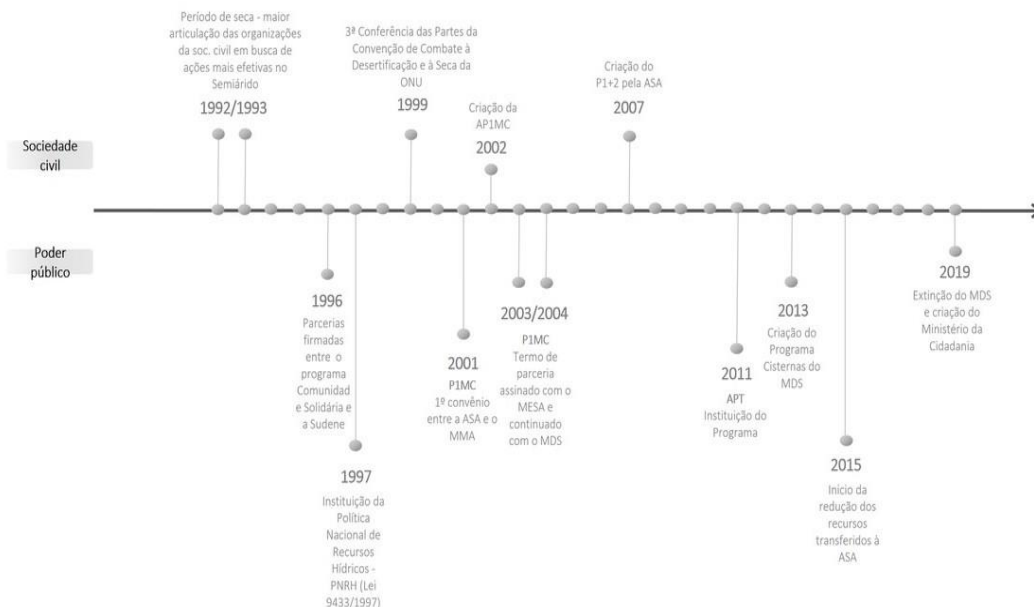 Período de seca - maior
articulação das organizações
da soc. civil em busca de
ações mais efetivas no
Semiárido
1992/1993
3ª Conferência das Partes da
Convenção de Combate à
Desertificação e à Seca da
ONU
1999
Criação da
AP1MC
2002
Criação do
P1+2 pela ASA
2007
Sociedade
civil
Poder
público
1996
Parcerias
firmadas
entre o
programa
Comunidad
e Solidária e
a Sudene
1997
Instituição da
Política
Nacional de
Recursos
Hídricos -
PNRH (Lei
9433/1997)
2001
P1MC
1º convênio
entre a ASA e o
MMA
2003/2004
P1MC
Termo de
parceria
assinado com o
MESA e
continuado
com o MDS
2011
APT
Instituição do
Programa
2013
Criação do
Programa
Cisternas do
MDS
2015
Início da
redução dos
recursos
transferidos à
ASA
2019
Extinção do MDS
e criação do
Ministério da
Cidadania